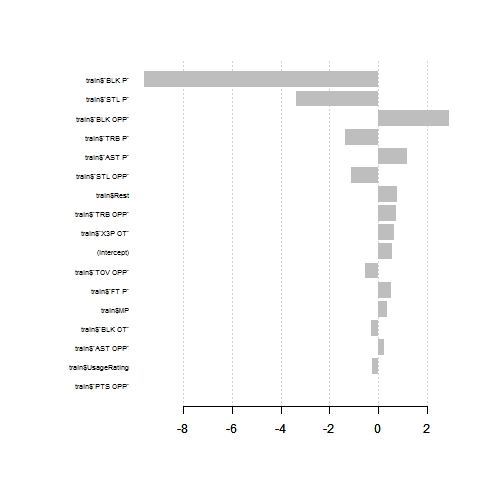 train$`BLK P`
train$`STL P`
train$`BLK OPP`
train$`TRB P`
train$`AST P`
train$`STL OPP`
train$Rest
train$`TRB OPP`
train$`X3P OT`
(Intercept)
train$`TOV OPP`
train$`FT P`
train$MP
train$`BLK OT`
train$`AST OPP`
train$UsageRating
train$`PTS OPP`
-8 -6 -4 -2 0 2